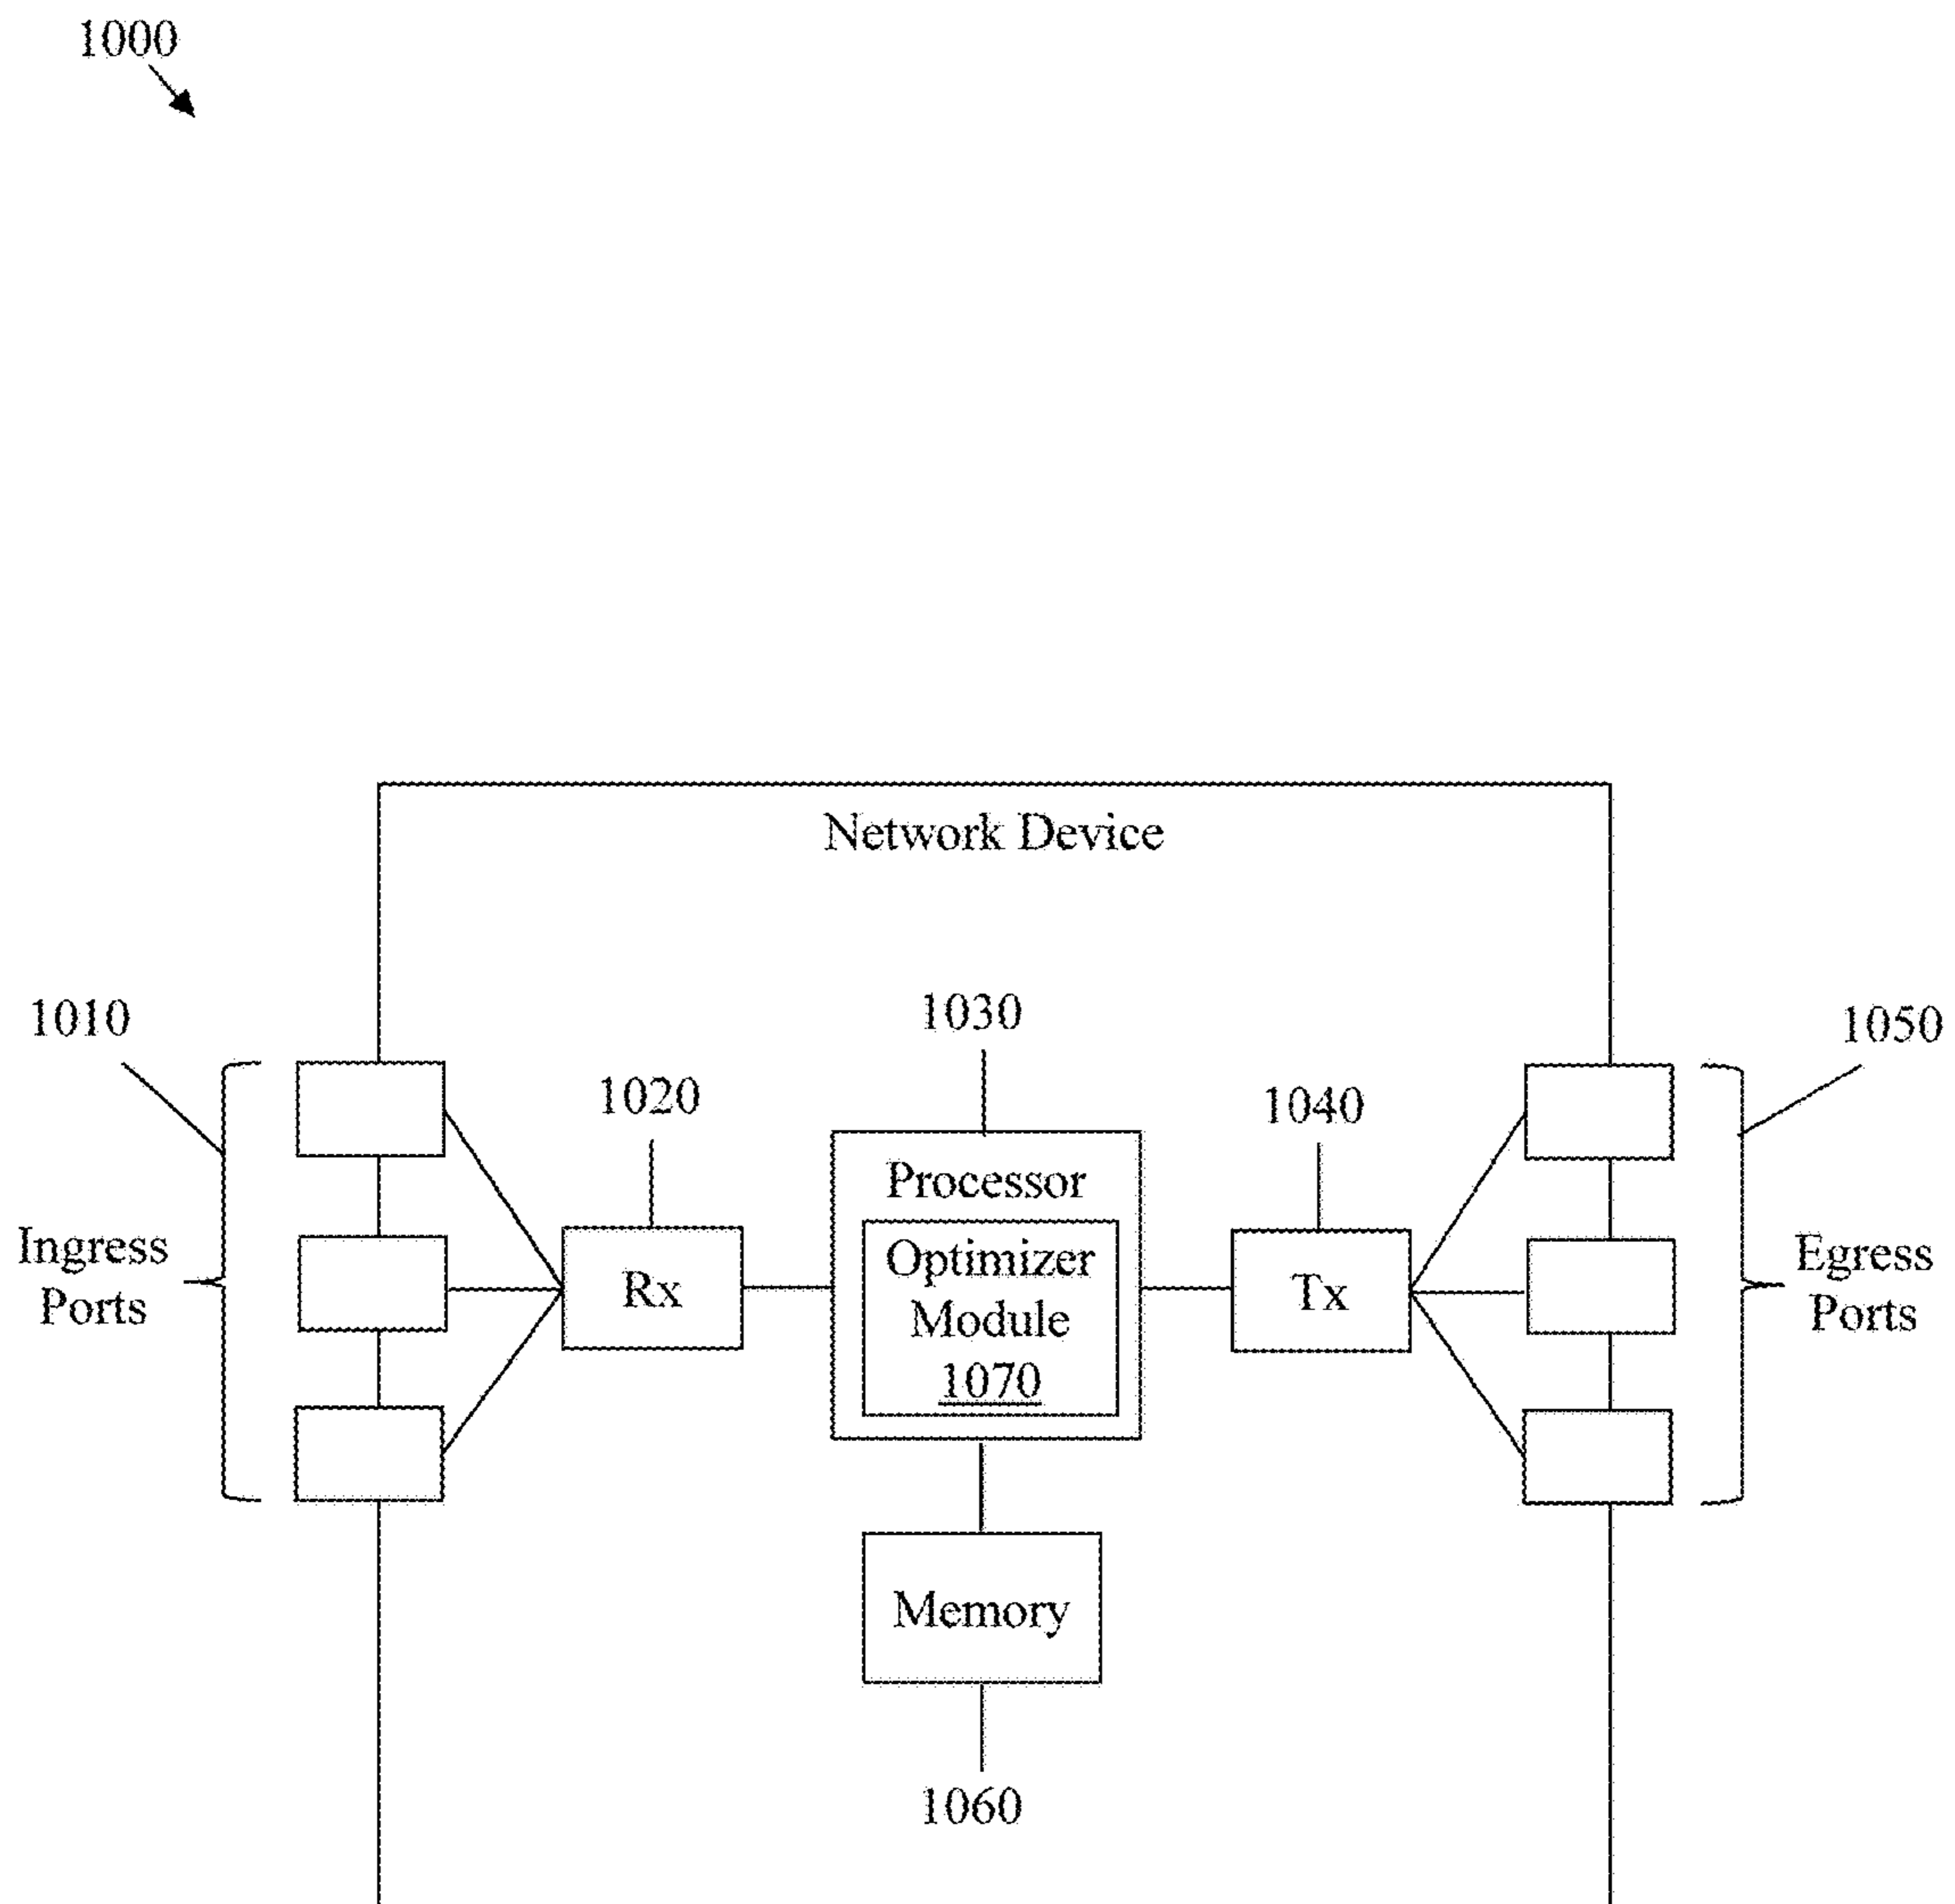 1000
Network Device
1010
1030
1050
1020
1040
Processor
Ingress
Ports
Rx
Optimizer
Module
1070
Tx
Egress
Ports
Memory
1060